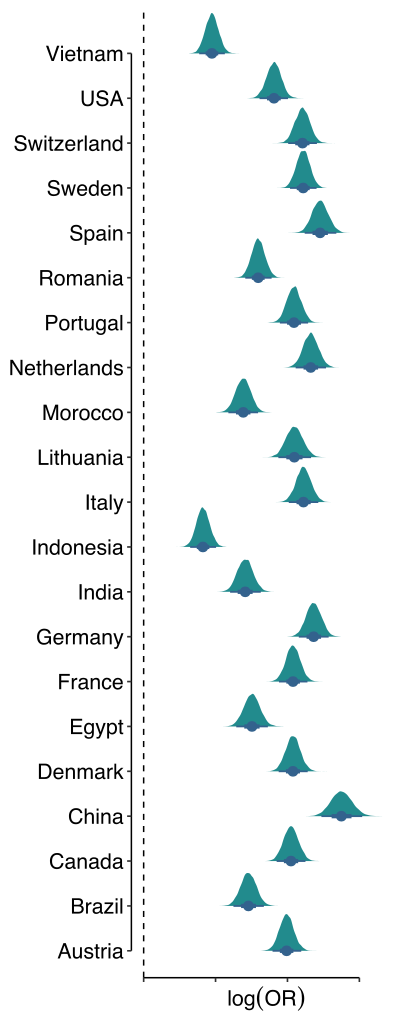 Vietnam
USA
Switzerland
Sweden
Spain
Romania
Portugal
Netherlands
Morocco
Lithuania
Italy
Indonesia
India
Germany
France
Egypt
Denmark
China
Canada
Brazil
Austria
log(OR)